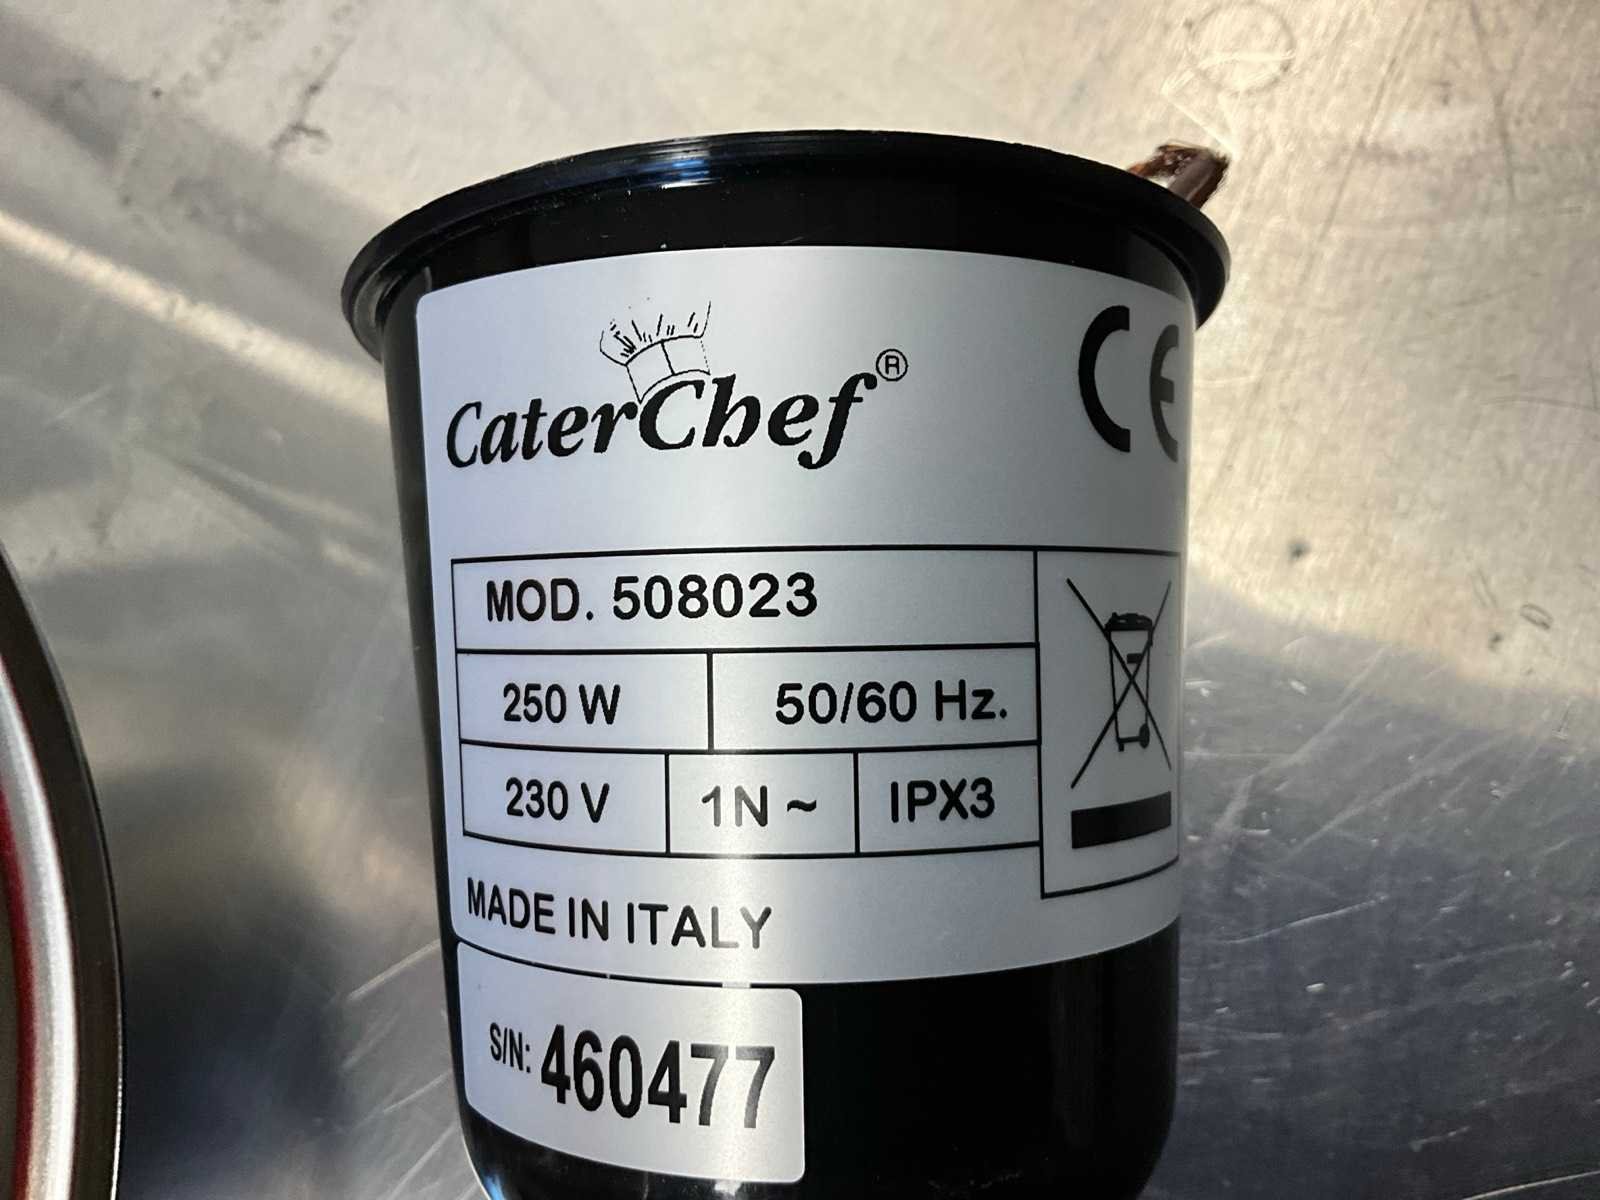 CaterChef®
CE
MOD. 508023
250 W 50/60 Hz.
230 V 1N ~ IPX3
MADE IN ITALY
S/N: 460477